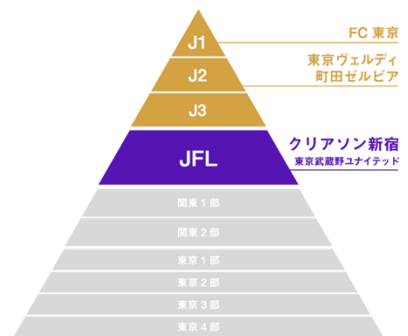 J1
FC 東京
J2
東京ヴェルディ
町田ゼルビア
J3
JFL
クリアソン新宿
東京武蔵野ユナイテッド
関東 1 部
関東 2 部
東京 1 部
東京 2 部
東京 3 部
東京 4 部